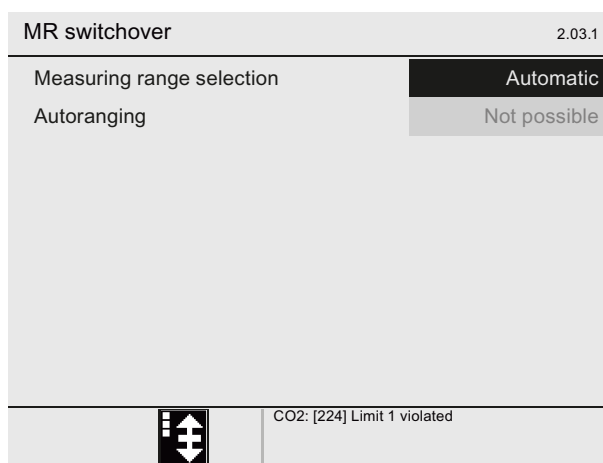 MR switchover 2.03.1
Measuring range selection Automatic
Autoranging Not possible
CO2: [224] Limit 1 violated